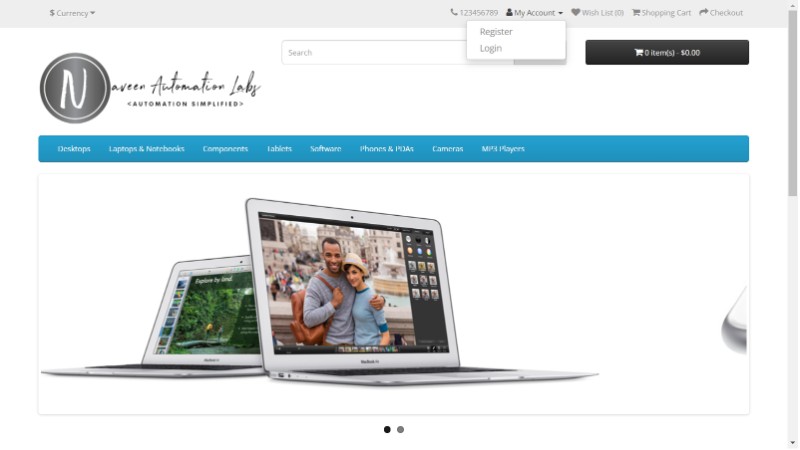 $ Currency
123456789 My Account Wish List (0) Shopping Cart Checkout
Register
Login
Search
0 item(s) - $0.00
N
aveen Automation Labs
<AUTOMATION SIMPLIFIED>
Desktops Laptops & Notebooks Components Tablets Software Phones & PDAs Cameras MP3 Players
Explore by land.
MacBook Air
MacBook Air